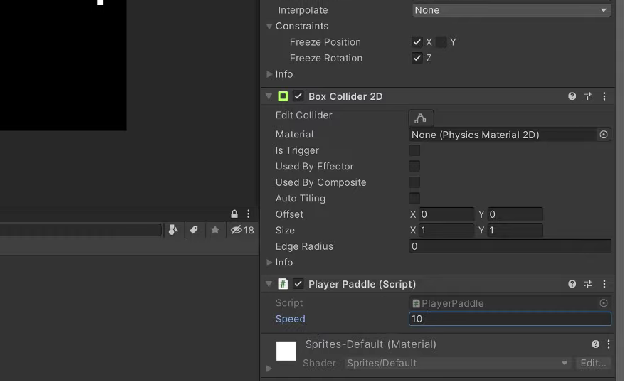 Interpolate None
Constraints
Freeze Position X Y
Freeze Rotation Z
Info
Box Collider 2D
Edit Collider
Material None (Physics Material 2D)
Is Trigger
Used By Effector
Used By Composite
Auto Tiling
Offset X 0 Y 0
18
Size X 1 Y 1
Edge Radius 0
Info
# Player Paddle (Script)
Script # PlayerPaddle
Speed 10
Sprites-Default (Material)
Shader Sprites/Default Edit...